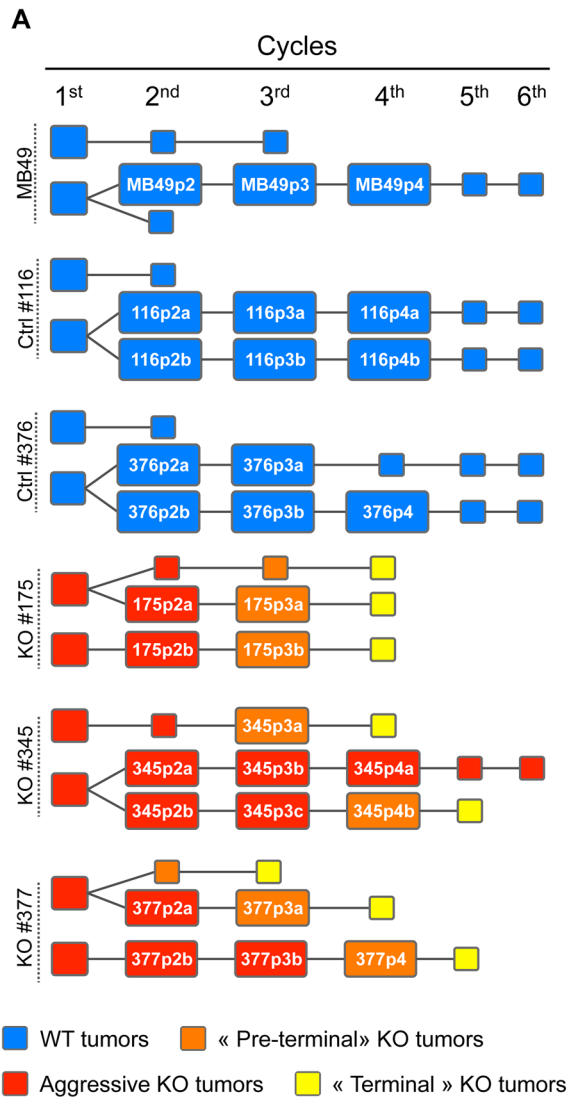 A
Cycles
1st 2nd 3rd 4th 5th 6th
MB49
MB49p2 MB49p3 MB49p4
Ctrl #116
116p2a 116p3a 116p4a
116p2b 116p3b 116p4b
Ctrl #376
376p2a 376p3a
376p2b 376p3b 376p4
KO #175
175p2a 175p3a
175p2b 175p3b
KO #345
345p3a
345p2a 345p3b 345p4a
345p2b 345p3c 345p4b
KO #377
377p2a 377p3a
377p2b 377p3b 377p4
WT tumors « Pre-terminal» KO tumors
Aggressive KO tumors « Terminal » KO tumors